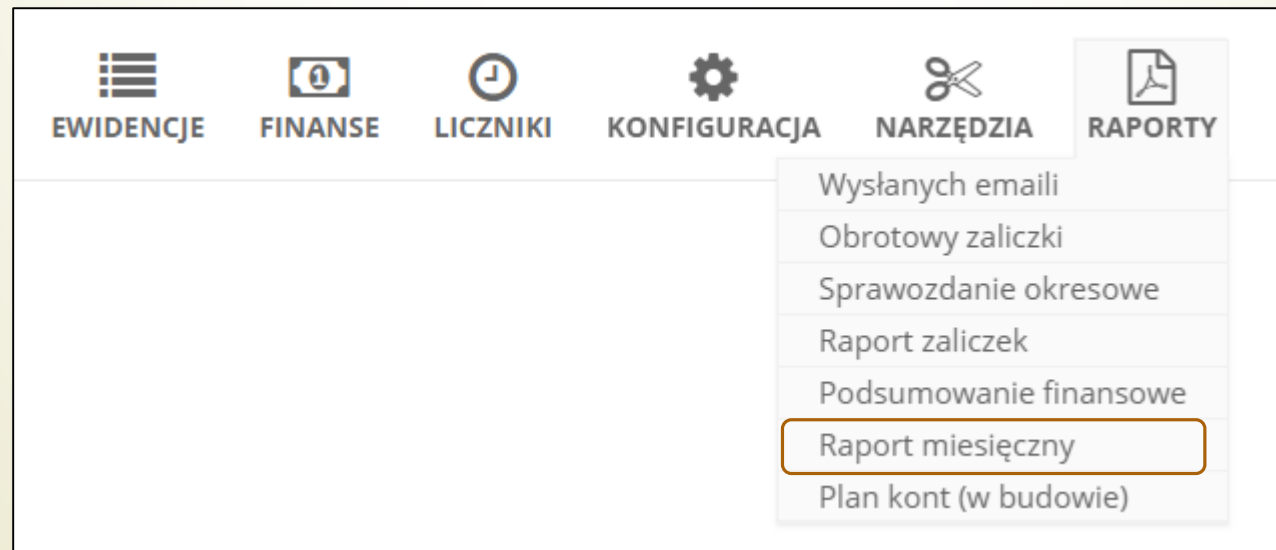 EWIDENCJE FINANSE LICZNIKI KONFIGURACJA NARZĘDZIA RAPORTY
Wysłanych emaili
Obrotowy zaliczki
Sprawozdanie okresowe
Raport zaliczek
Podsumowanie finansowe
Raport miesięczny
Plan kont (w budowie)